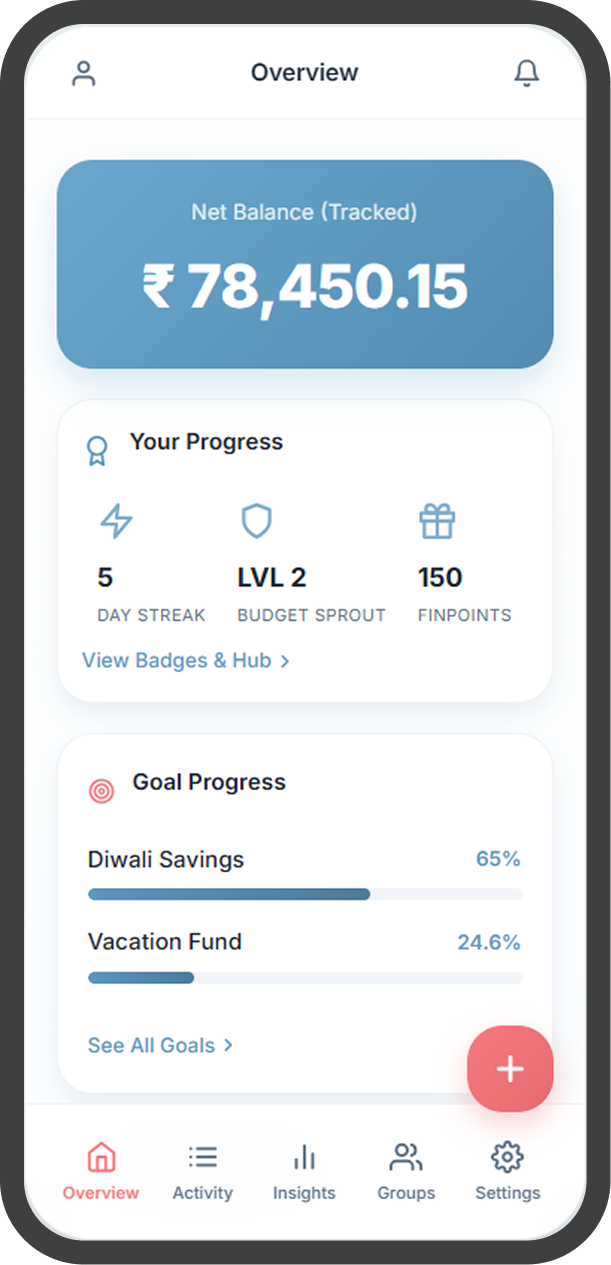 Overview
Net Balance (Tracked)
₹ 78,450.15
Your Progress
5 LVL 2 150
DAY STREAK BUDGET SPROUT FINPOINTS
View Badges & Hub
Goal Progress
Diwali Savings 65%
Vacation Fund 24.6%
See All Goals
Overview Activity Insights Groups Settings